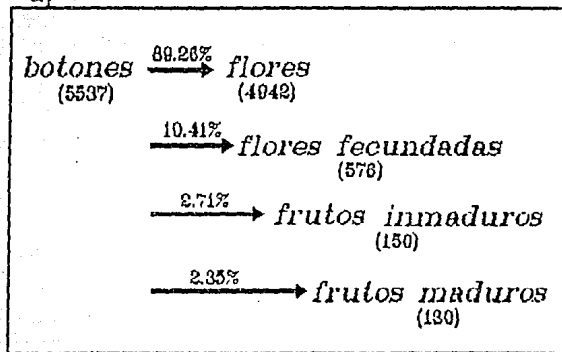 89.26%
botones flores
(5537) (4942)
10.41%
flores fecundadas
(576)
2.71%
frutos inmaduros
(150)
2.35%
frutos maduros
(130)